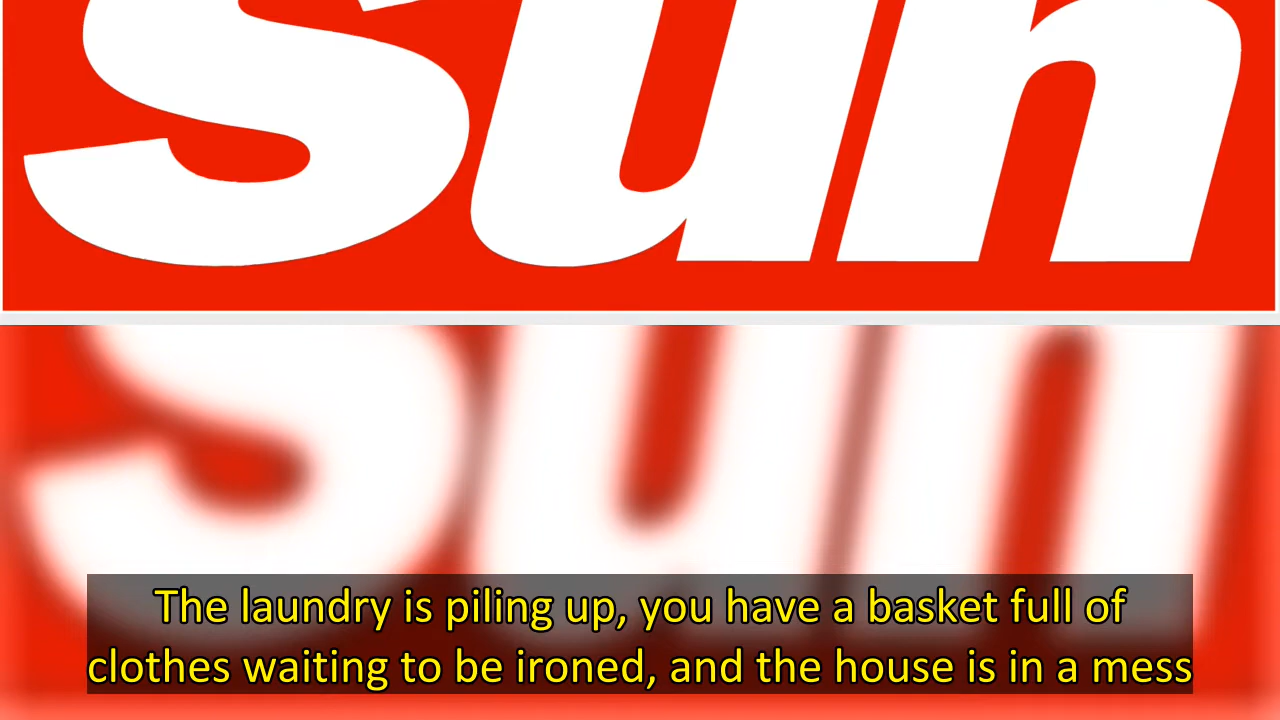 sun
sun
The laundry is piling up, you have a basket full of
clothes waiting to be ironed, and the house is in a mess